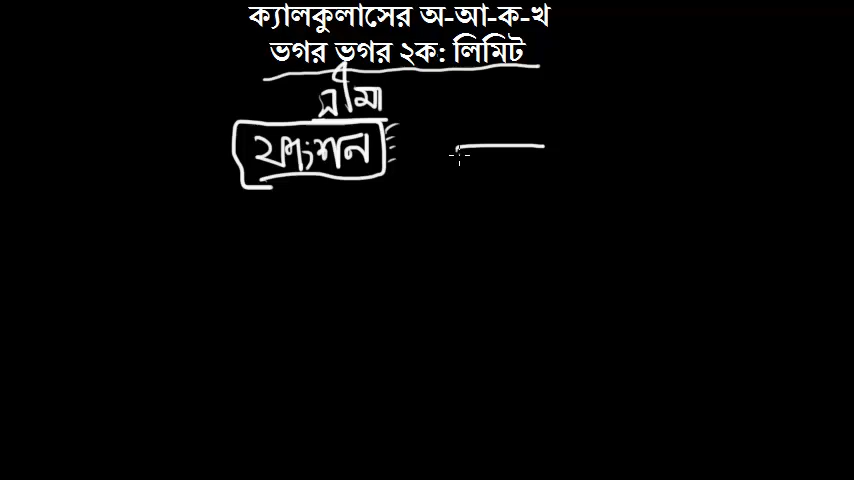 ক্যালকুলাসের অ-আ-ক-খ
ভগর ভগর ২ক: লিমিট
সীমা
ফাংশন